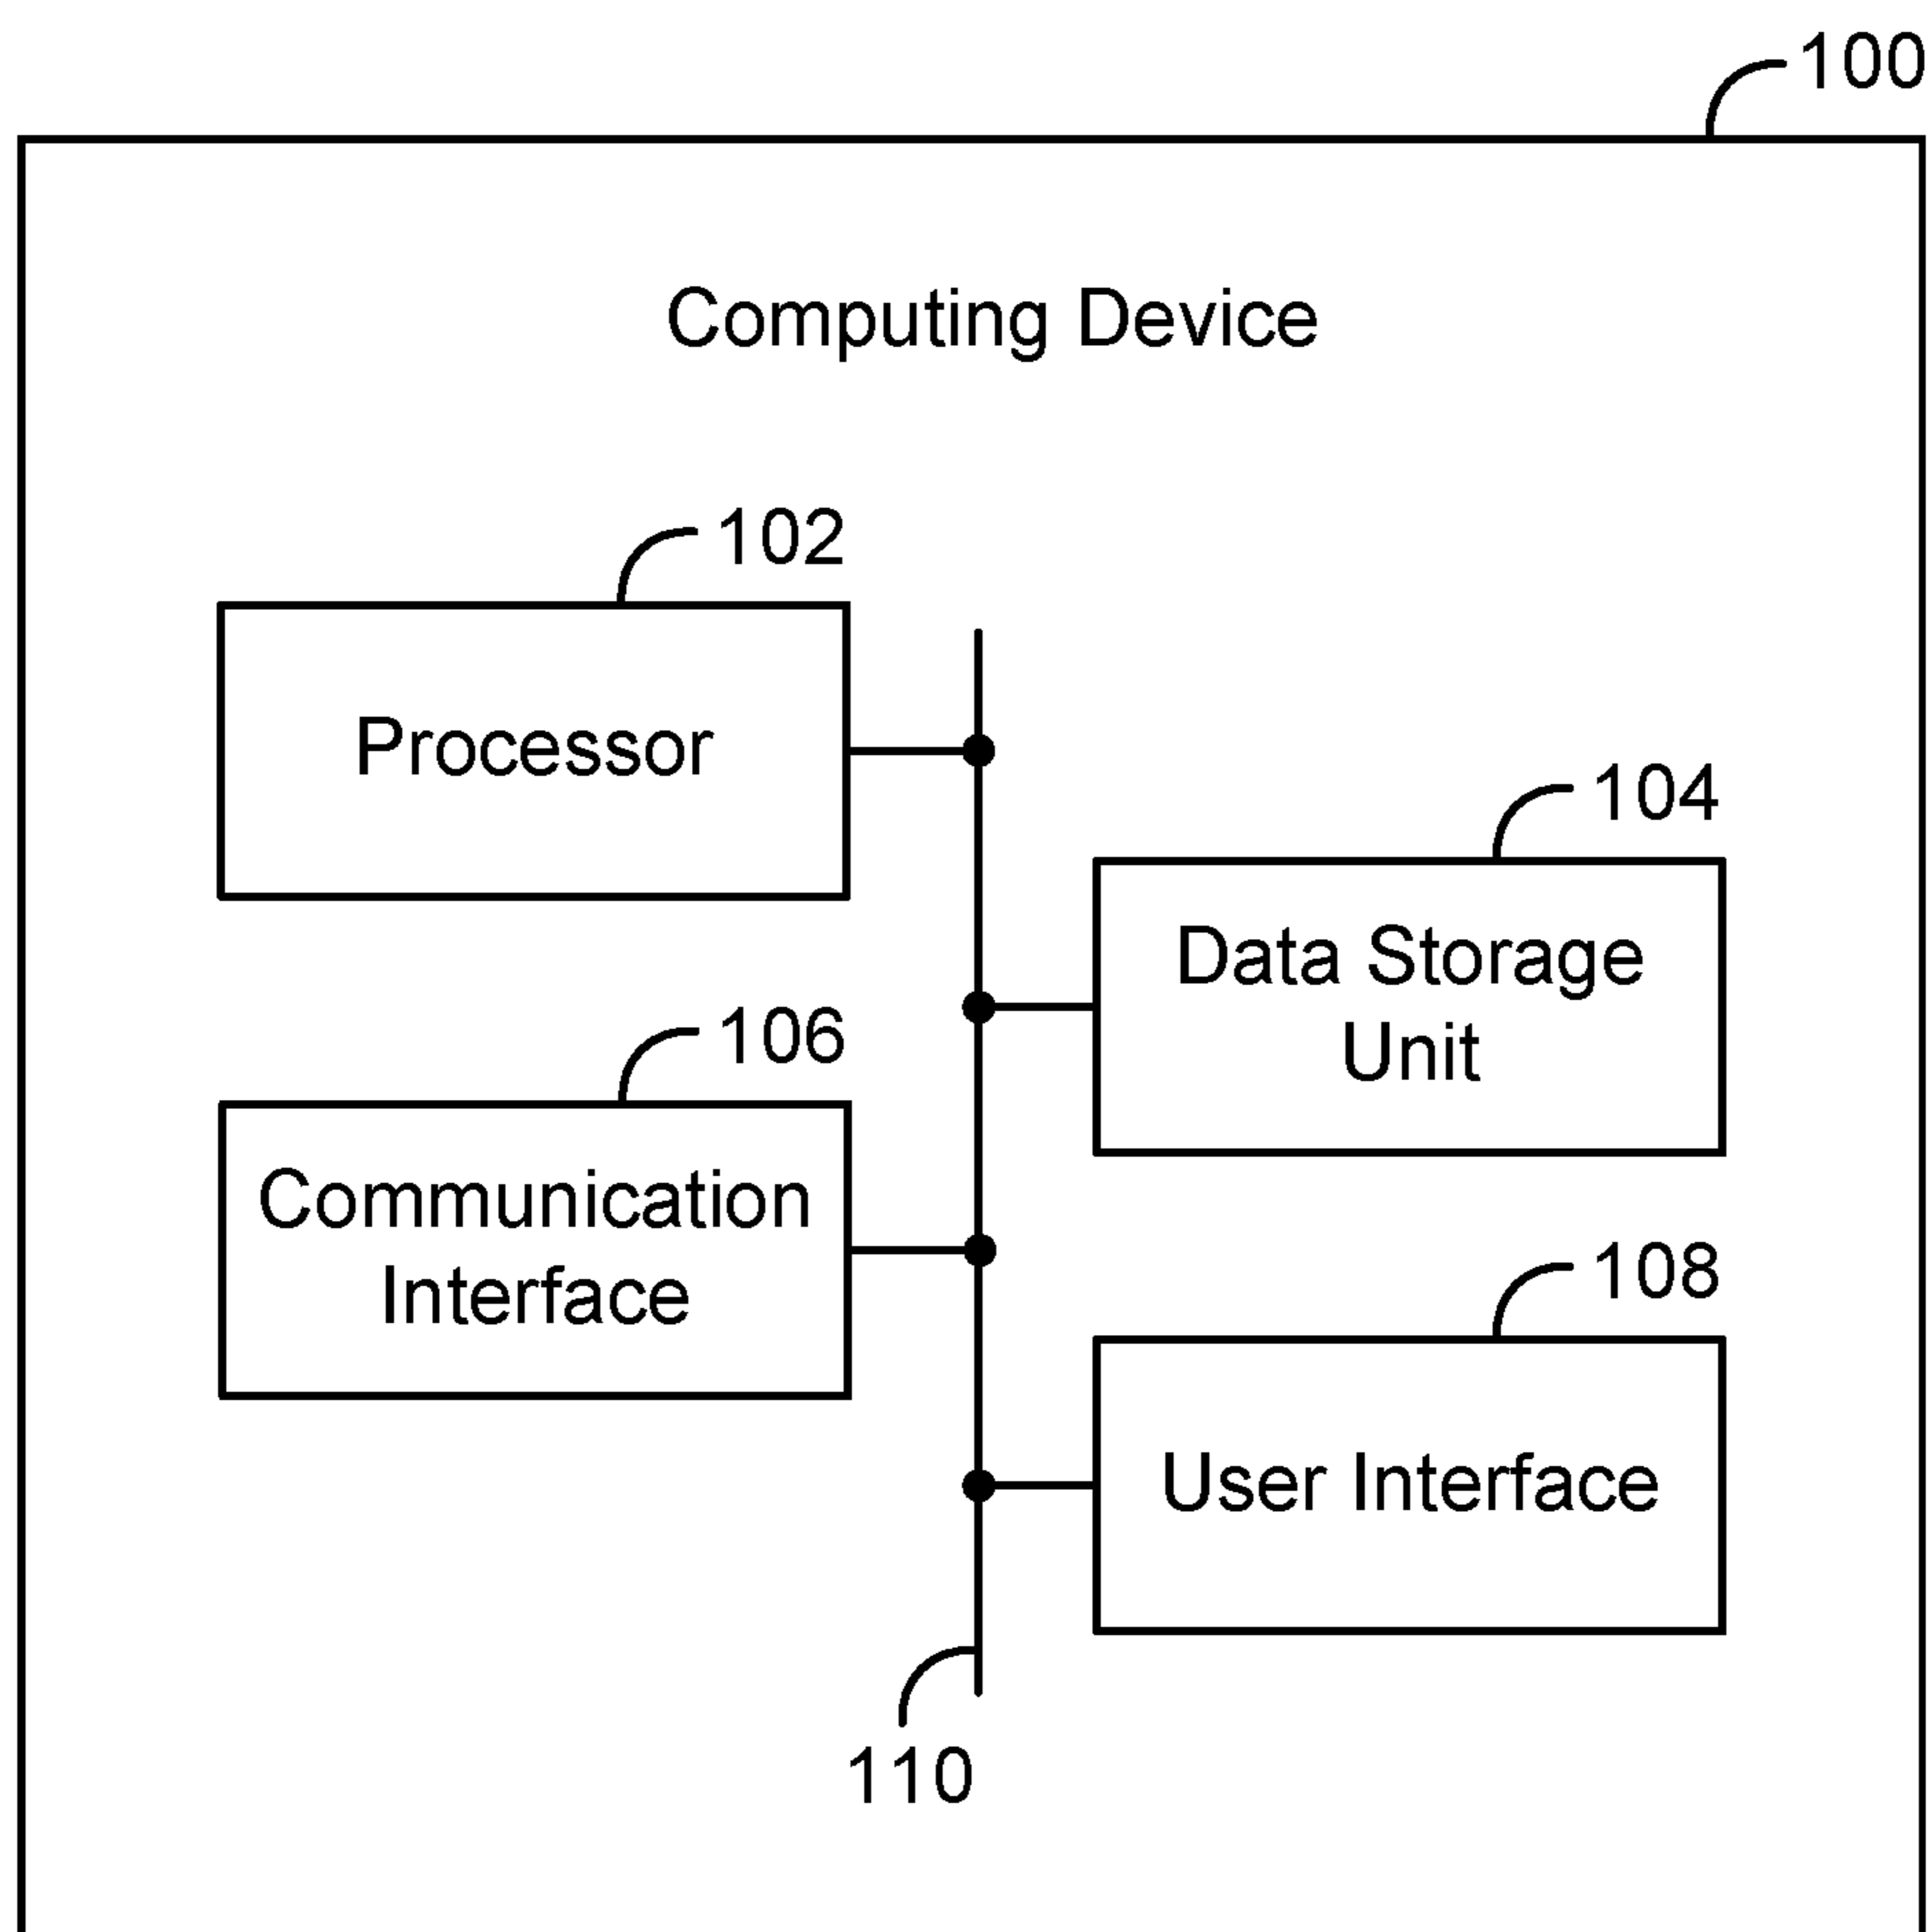 100
Computing Device
102
Processor
104
Data Storage
Unit
106
Communication
Interface
108
User Interface
110